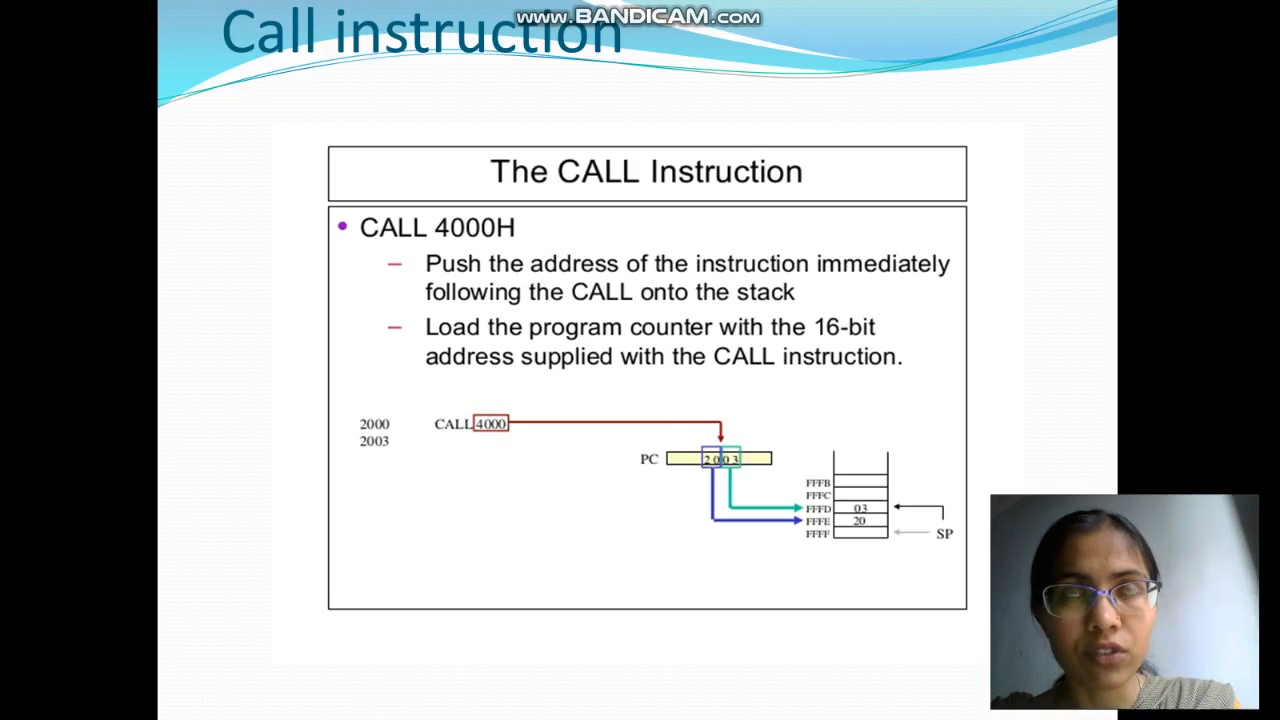 www.BANDICAM.com
Call instruction
The CALL Instruction
• CALL 4000H
– Push the address of the instruction immediately
following the CALL onto the stack
– Load the program counter with the 16-bit
address supplied with the CALL instruction.
2000 CALL 4000
2003
PC 2003
FFFB
FFFC
FFFD 03
FFFE 20
FFFF SP